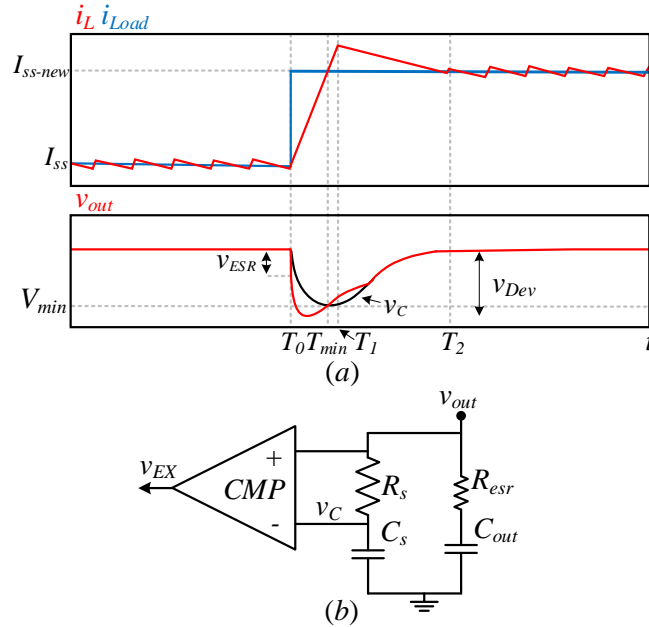 i_L i_Load
I_ss-new
I_ss
v_out
v_ESR
V_min
v_C
v_Dev
T_0 T_min T_1 T_2 t
(a)
v_out
v_EX
+
CMP
-
v_C
R_s
C_s
R_esr
C_out
(b)